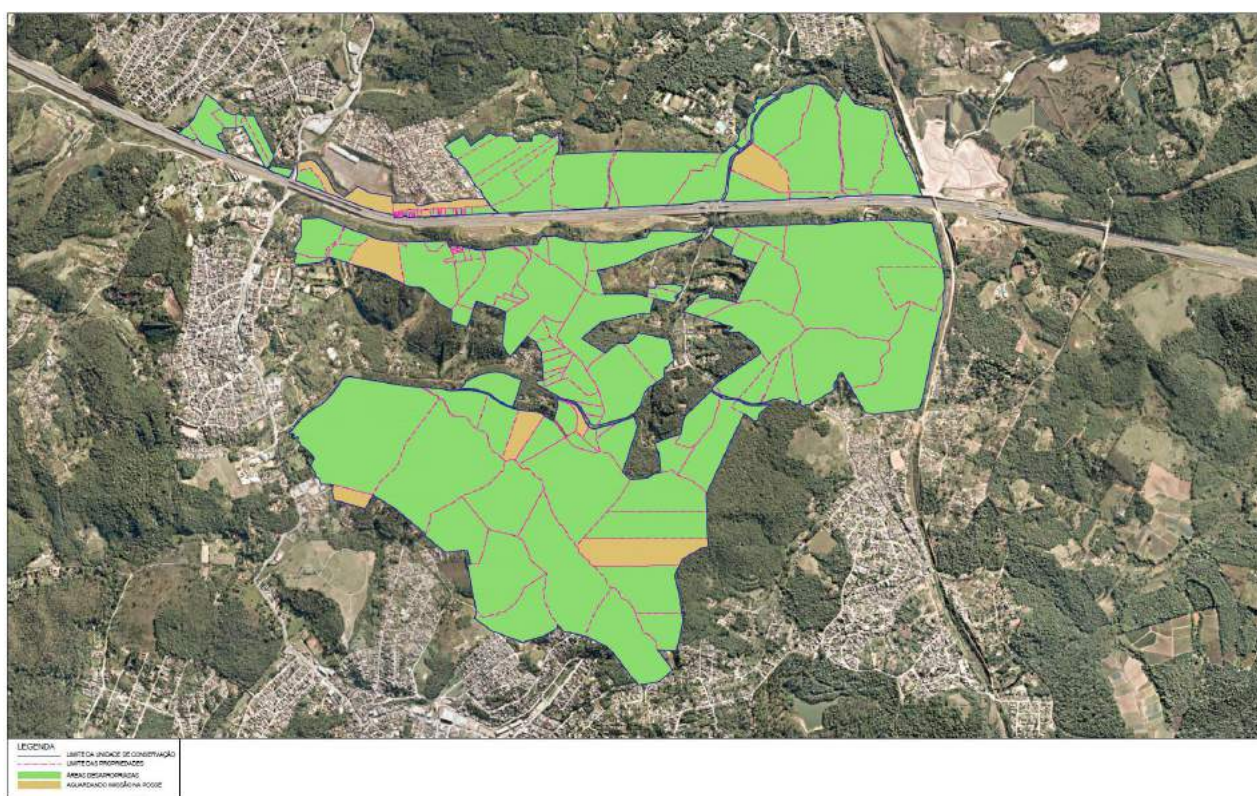 LEGENDA
LIMITE DA UNIDADE DE CONSERVAÇÃO
LIMITE DAS PROPRIEDADES
ÁREAS DESAPROPRIADAS
AGUARDANDO IMISSÃO NA POSSE